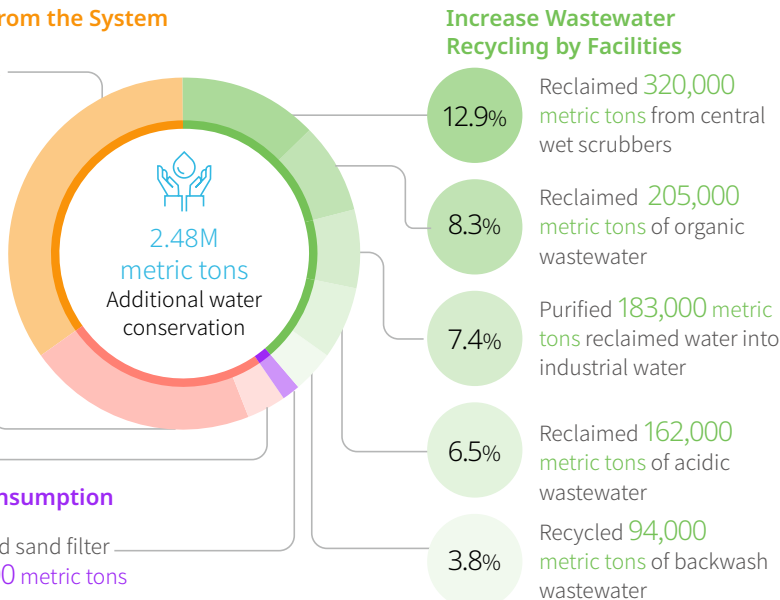 rom the System
2.48M
metric tons
Additional water
conservation
nsumption
d sand filter
0 metric tons
Increase Wastewater
Recycling by Facilities
12.9%
Reclaimed 320,000
metric tons from central
wet scrubbers
8.3%
Reclaimed 205,000
metric tons of organic
wastewater
7.4%
Purified 183,000 metric
tons reclaimed water into
industrial water
6.5%
Reclaimed 162,000
metric tons of acidic
wastewater
3.8%
Recycled 94,000
metric tons of backwash
wastewater